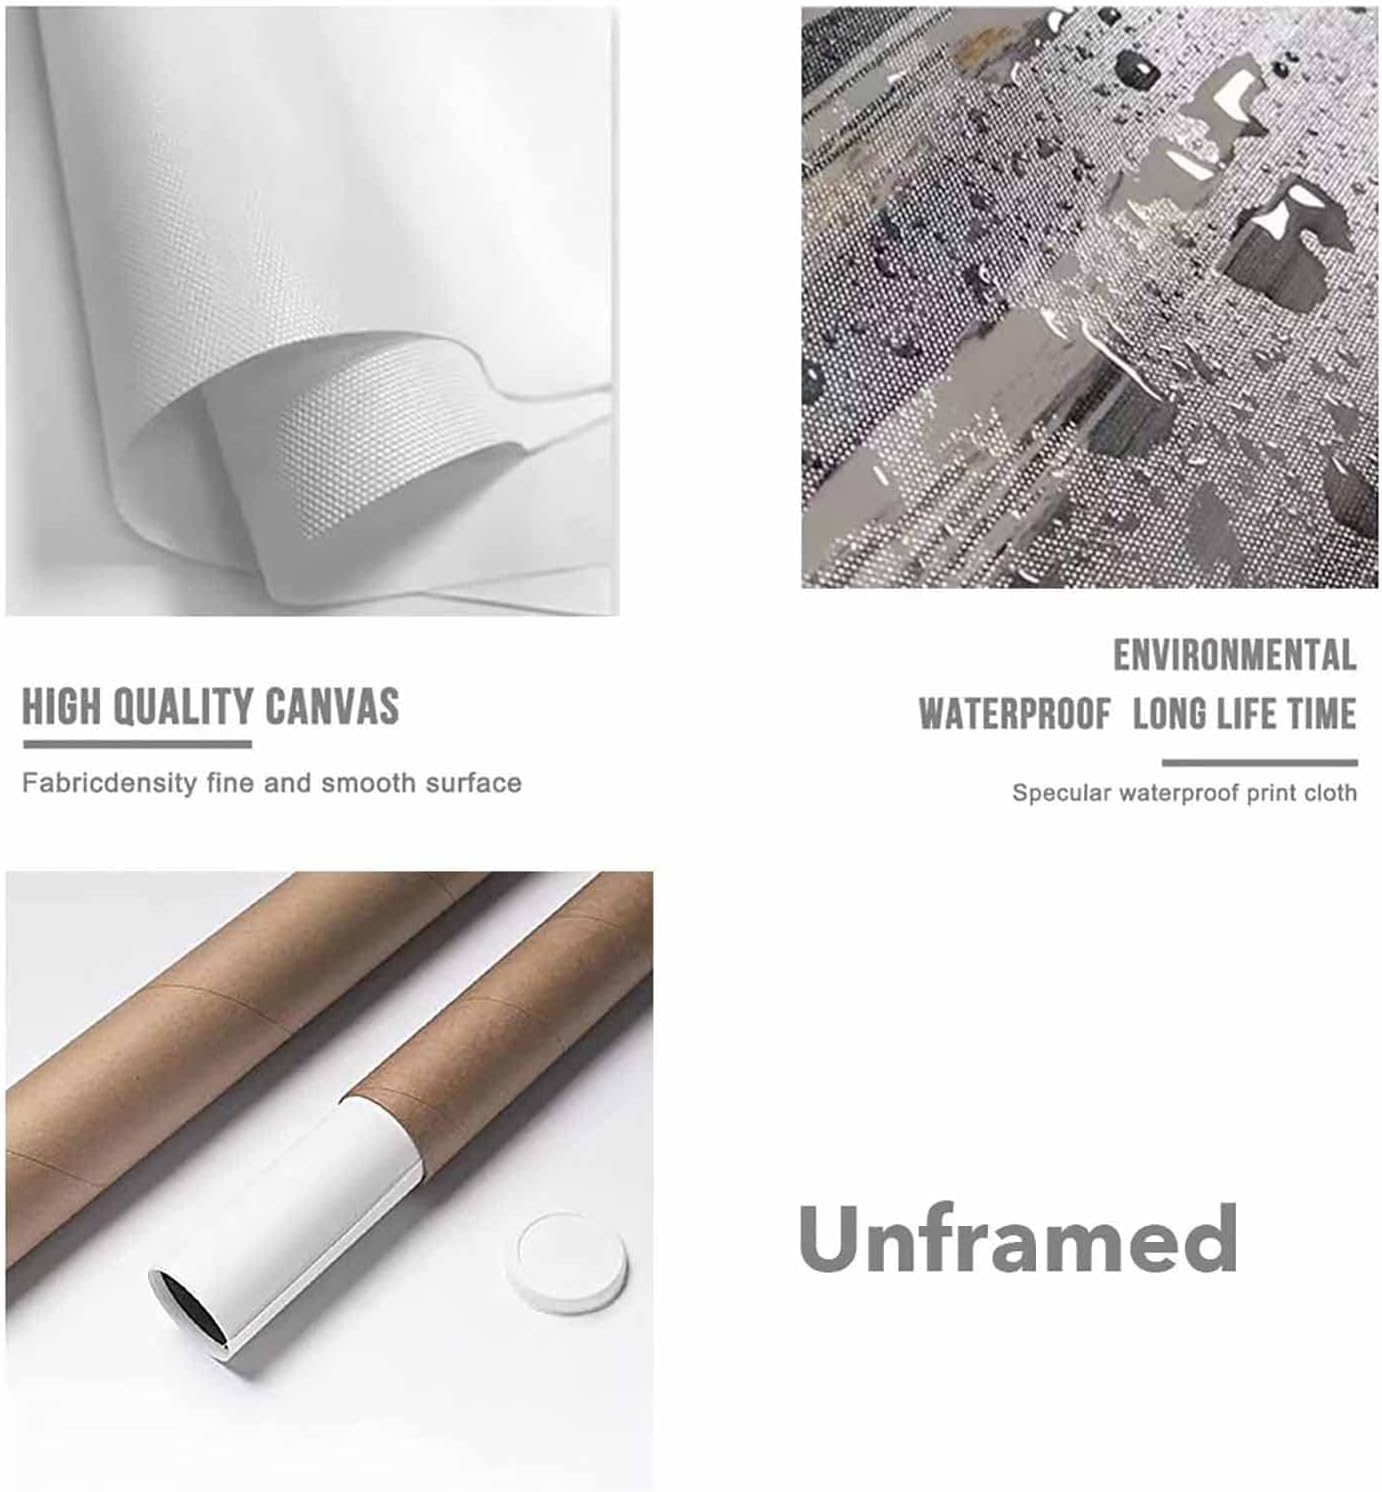 HIGH QUALITY CANVAS
Fabricdensity fine and smooth surface
ENVIRONMENTAL
WATERPROOF LONG LIFE TIME
Specular waterproof print cloth
Unframed